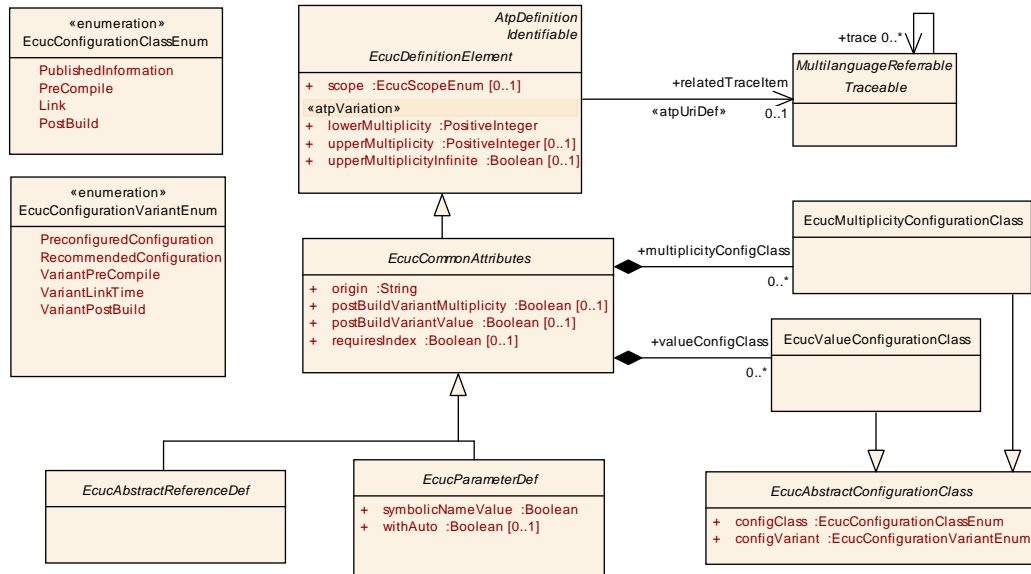 «enumeration»
EcucConfigurationClassEnum
PublishedInformation
PreCompile
Link
PostBuild
«enumeration»
EcucConfigurationVariantEnum
PreconfiguredConfiguration
RecommendedConfiguration
VariantPreCompile
VariantLinkTime
VariantPostBuild
AtpDefinition
Identifiable
EcucDefinitionElement
+ scope :EcucScopeEnum [0..1]
«atpVariation»
+ lowerMultiplicity :PositiveInteger
+ upperMultiplicity :PositiveInteger [0..1]
+ upperMultiplicityInfinite :Boolean [0..1]
+relatedTraceItem
«atpUriDef»
0..1
+trace 0..*
MultilanguageReferrable
Traceable
EcucCommonAttributes
+ origin :String
+ postBuildVariantMultiplicity :Boolean [0..1]
+ postBuildVariantValue :Boolean [0..1]
+ requiresIndex :Boolean [0..1]
+multiplicityConfigClass
0..*
EcucMultiplicityConfigurationClass
+valueConfigClass
0..*
EcucValueConfigurationClass
EcucAbstractReferenceDef
EcucParameterDef
+ symbolicNameValue :Boolean
+ withAuto :Boolean [0..1]
EcucAbstractConfigurationClass
+ configClass :EcucConfigurationClassEnum
+ configVariant :EcucConfigurationVariantEnum